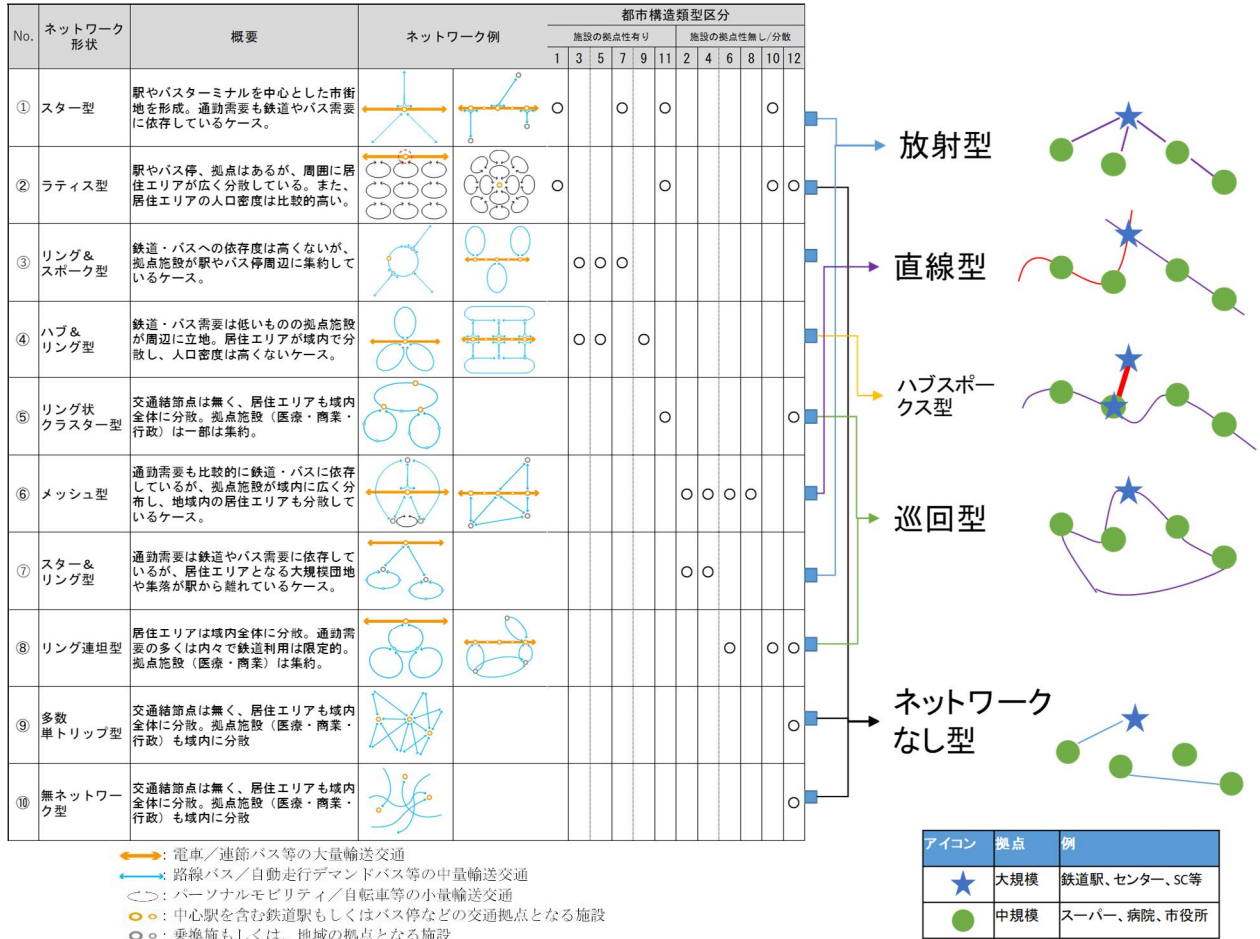 都市構造類型区分
No.
ネットワーク
形状
概要
ネットワーク例
施設の拠点性有り
施設の拠点性無し/分散
1 3 5 7 9 11 2 4 6 8 10 12
① スター型
駅やバスターミナルを中心とした市街
地を形成。通勤需要も鉄道やバス需要
に依存しているケース。
○ ○ ○ ○
② ラティス型
駅やバス停、拠点はあるが、周囲に居
住エリアが広く分散している。また、
居住エリアの人口密度は比較的高い。
○ ○ ○ ○
③ リング&
スポーク型
鉄道・バスへの依存度は高くないが、
拠点施設が駅やバス停周辺に集約して
いるケース。
○ ○ ○
④ ハブ&
リング型
鉄道・バス需要は低いものの拠点施設
が周辺に立地。居住エリアが域内で分
散し、人口密度は高くないケース。
○ ○ ○
⑤ リング状
クラスター型
交通結節点は無く、居住エリアも域内
全体に分散。拠点施設（医療・商業・
行政）は一部は集約。
○ ○
⑥ メッシュ型
通勤需要も比較的に鉄道・バスに依存
しているが、拠点施設が域内に広く分
布し、地域内の居住エリアも分散して
いるケース。
○ ○ ○ ○
⑦ スター&
リング型
通勤需要は鉄道やバス需要に依存して
いるが、居住エリアとなる大規模団地
や集落が駅から離れているケース。
○ ○
⑧ リング連坦型
居住エリアは域内全体に分散。通勤需
要の多くは内々で鉄道利用は限定的。
拠点施設（医療・商業）は集約。
○ ○ ○
⑨ 多数
単トリップ型
交通結節点は無く、居住エリアも域内
全体に分散。拠点施設（医療・商業・
行政）も域内に分散
○
⑩ 無ネットワー
ク型
交通結節点は無く、居住エリアも域内
全体に分散。拠点施設（医療・商業・
行政）も域内に分散
○
：電車／連節バス等の大量輸送交通
：路線バス／自動走行デマンドバス等の中量輸送交通
：パーソナルモビリティ／自転車等の小量輸送交通
：中心駅を含む鉄道駅もしくはバス停などの交通拠点となる施設
：乗換施もしくは、地域の拠点となる施設
放射型
直線型
ハブスポー
クス型
巡回型
ネットワーク
なし型
アイコン 拠点 例
大規模 鉄道駅、センター、SC等
中規模 スーパー、病院、市役所